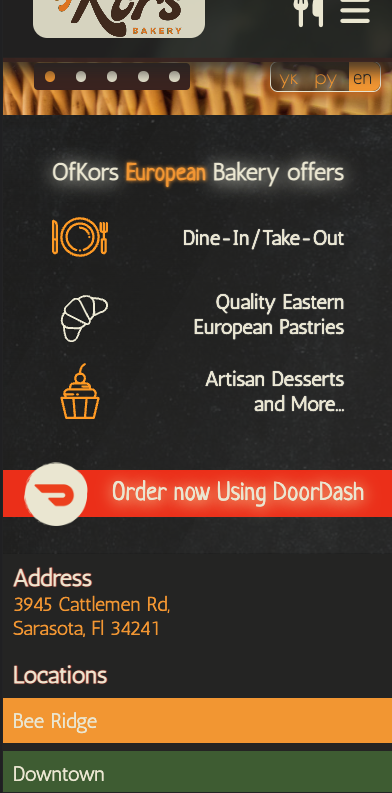 Kors
BAKERY
ук ру en
OfKors European Bakery offers
Dine-In/Take-Out
Quality Eastern
European Pastries
Artisan Desserts
and More...
Order now Using DoorDash
Address
3945 Cattlemen Rd,
Sarasota, Fl 34241
Locations
Bee Ridge
Downtown